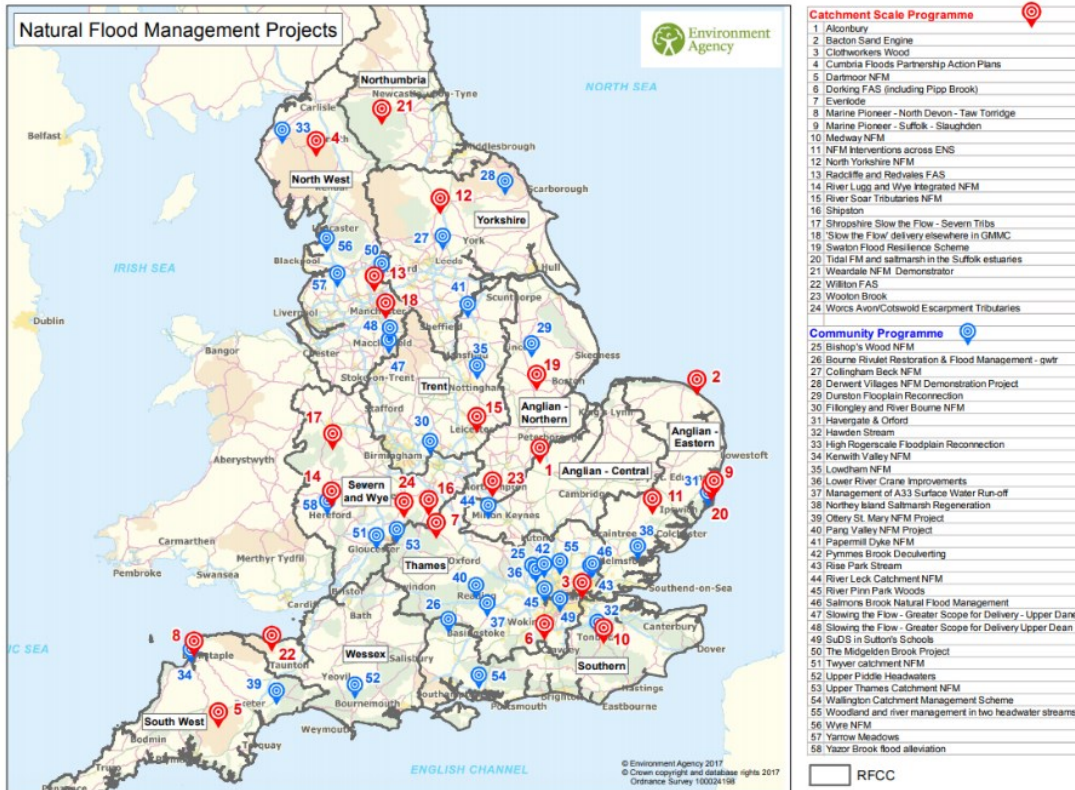 Natural Flood Management Projects
Environment
Agency
NORTH SEA
IRISH SEA
ENGLISH CHANNEL
Northumbria
North West
Yorkshire
Trent
Anglian -
Northern
Anglian -
Eastern
Anglian - Central
Severn
and Wye
Thames
Wessex
Southern
South West
Carlisle
Belfast
Middlesbrough
Scarborough
Lancaster
Blackpool
York
Leeds
Hull
Scunthorpe
Liverpool
Manchester
Sheffield
Dublin
Chester
Macclesfield
Mansfield
Skegness
Bangor
Stoke-on-Trent
Nottingham
Boston
Stafford
King's Lynn
Leicester
Peterborough
Lowestoft
Birmingham
Aberystwyth
Northampton
Cambridge
Hereford
Milton Keynes
Ipswich
Colchester
Carmarthen
Gloucester
Merthyr Tydfil
Oxford
Pembroke
Swansea
Swindon
Southend-on-Sea
Cardiff
Reading
Bath
Basingstoke
Canterbury
Dover
Taunton
Salisbury
Crawley
Hastings
Yeovil
Southampton
Brighton
Bournemouth
Portsmouth
Eastbourne
Weymouth
Bodmin
Torquay
© Environment Agency 2017
© Crown copyright and database rights 2017
Ordnance Survey 100024198
Catchment Scale Programme
1 Alconbury
2 Bacton Sand Engine
3 Clothworkers Wood
4 Cumbria Floods Partnership Action Plans
5 Dartmoor NFM
6 Dorking FAS (including Pipp Brook)
7 Evenlode
8 Marine Pioneer - North Devon - Taw Torridge
9 Marine Pioneer - Suffolk - Slaughden
10 Medway NFM
11 NFM Interventions across ENS
12 North Yorkshire NFM
13 Radcliffe and Redvales FAS
14 River Lugg and Wye Integrated NFM
15 River Soar Tributaries NFM
16 Shipston
17 Shropshire Slow the Flow - Severn Tribs
18 'Slow the Flow' delivery elsewhere in GMMC
19 Swaton Flood Resilience Scheme
20 Tidal FM and saltmarsh in the Suffolk estuaries
21 Weardale NFM Demonstrator
22 Williton FAS
23 Wooton Brook
24 Worcs Avon/Cotswold Escarpment Tributaries
Community Programme
25 Bishop's Wood NFM
26 Bourne Rivulet Restoration & Flood Management - gwtr
27 Collingham Beck NFM
28 Derwent Villages NFM Demonstration Project
29 Dunston Flooplain Reconnection
30 Fillongley and River Bourne NFM
31 Havergate & Orford
32 Hawden Stream
33 High Rogerscale Floodplain Reconnection
34 Kenwith Valley NFM
35 Lowdham NFM
36 Lower River Crane Improvements
37 Management of A33 Surface Water Run-off
38 Northey Island Saltmarsh Regeneration
39 Ottery St. Mary NFM Project
40 Pang Valley NFM Project
41 Papermill Dyke NFM
42 Pymmes Brook Deculverting
43 Rise Park Stream
44 River Leck Catchment NFM
45 River Pinn Park Woods
46 Salmons Brook Natural Flood Management
47 Slowing the Flow - Greater Scope for Delivery - Upper Dane
48 Slowing the Flow - Greater Scope for Delivery Upper Dean
49 SuDS in Sutton's Schools
50 The Midgelden Brook Project
51 Twyver catchment NFM
52 Upper Piddle Headwaters
53 Upper Thames Catchment NFM
54 Wallington Catchment Management Scheme
55 Woodland and river management in two headwater streams
56 Wyre NFM
57 Yarrow Meadows
58 Yazor Brook flood alleviation
RFCC